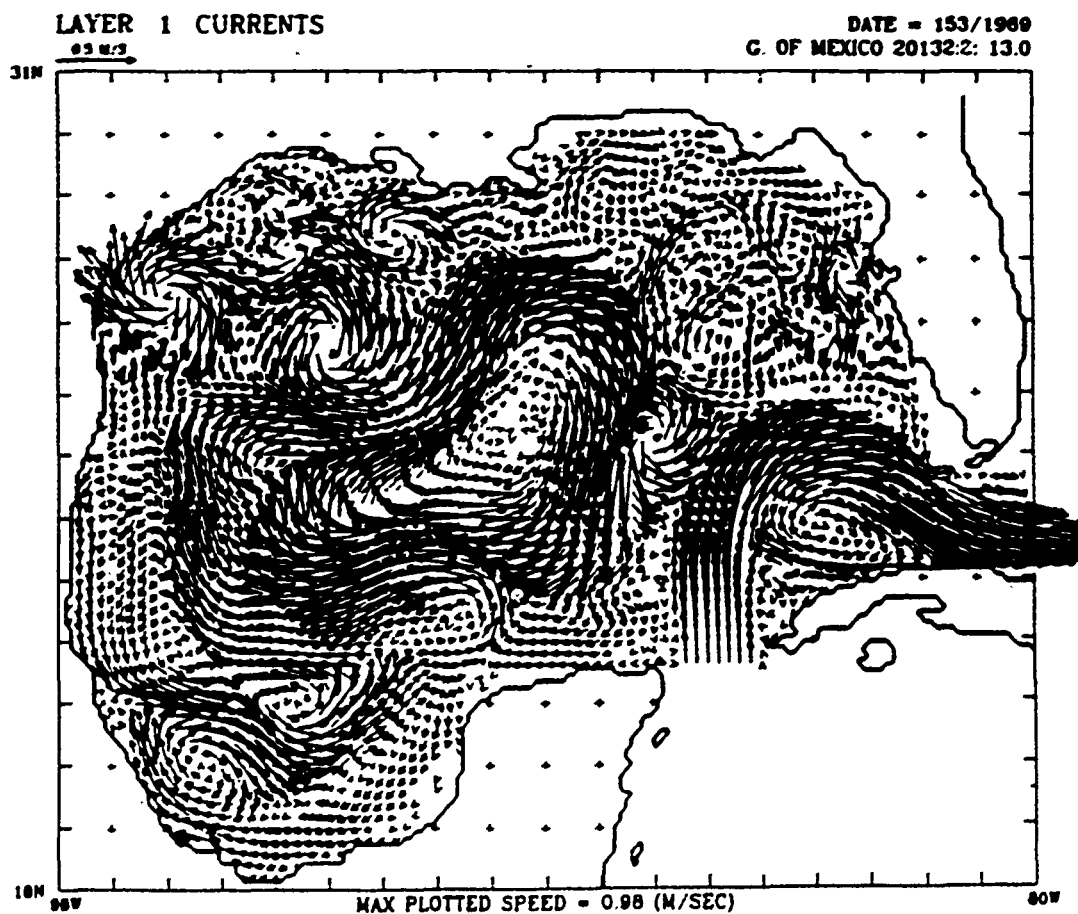 LAYER 1 CURRENTS
DATE = 153/1969
G. OF MEXICO 20132:2: 13.0
31N
98W
80W
MAX PLOTTED SPEED = 0.98 (M/SEC)